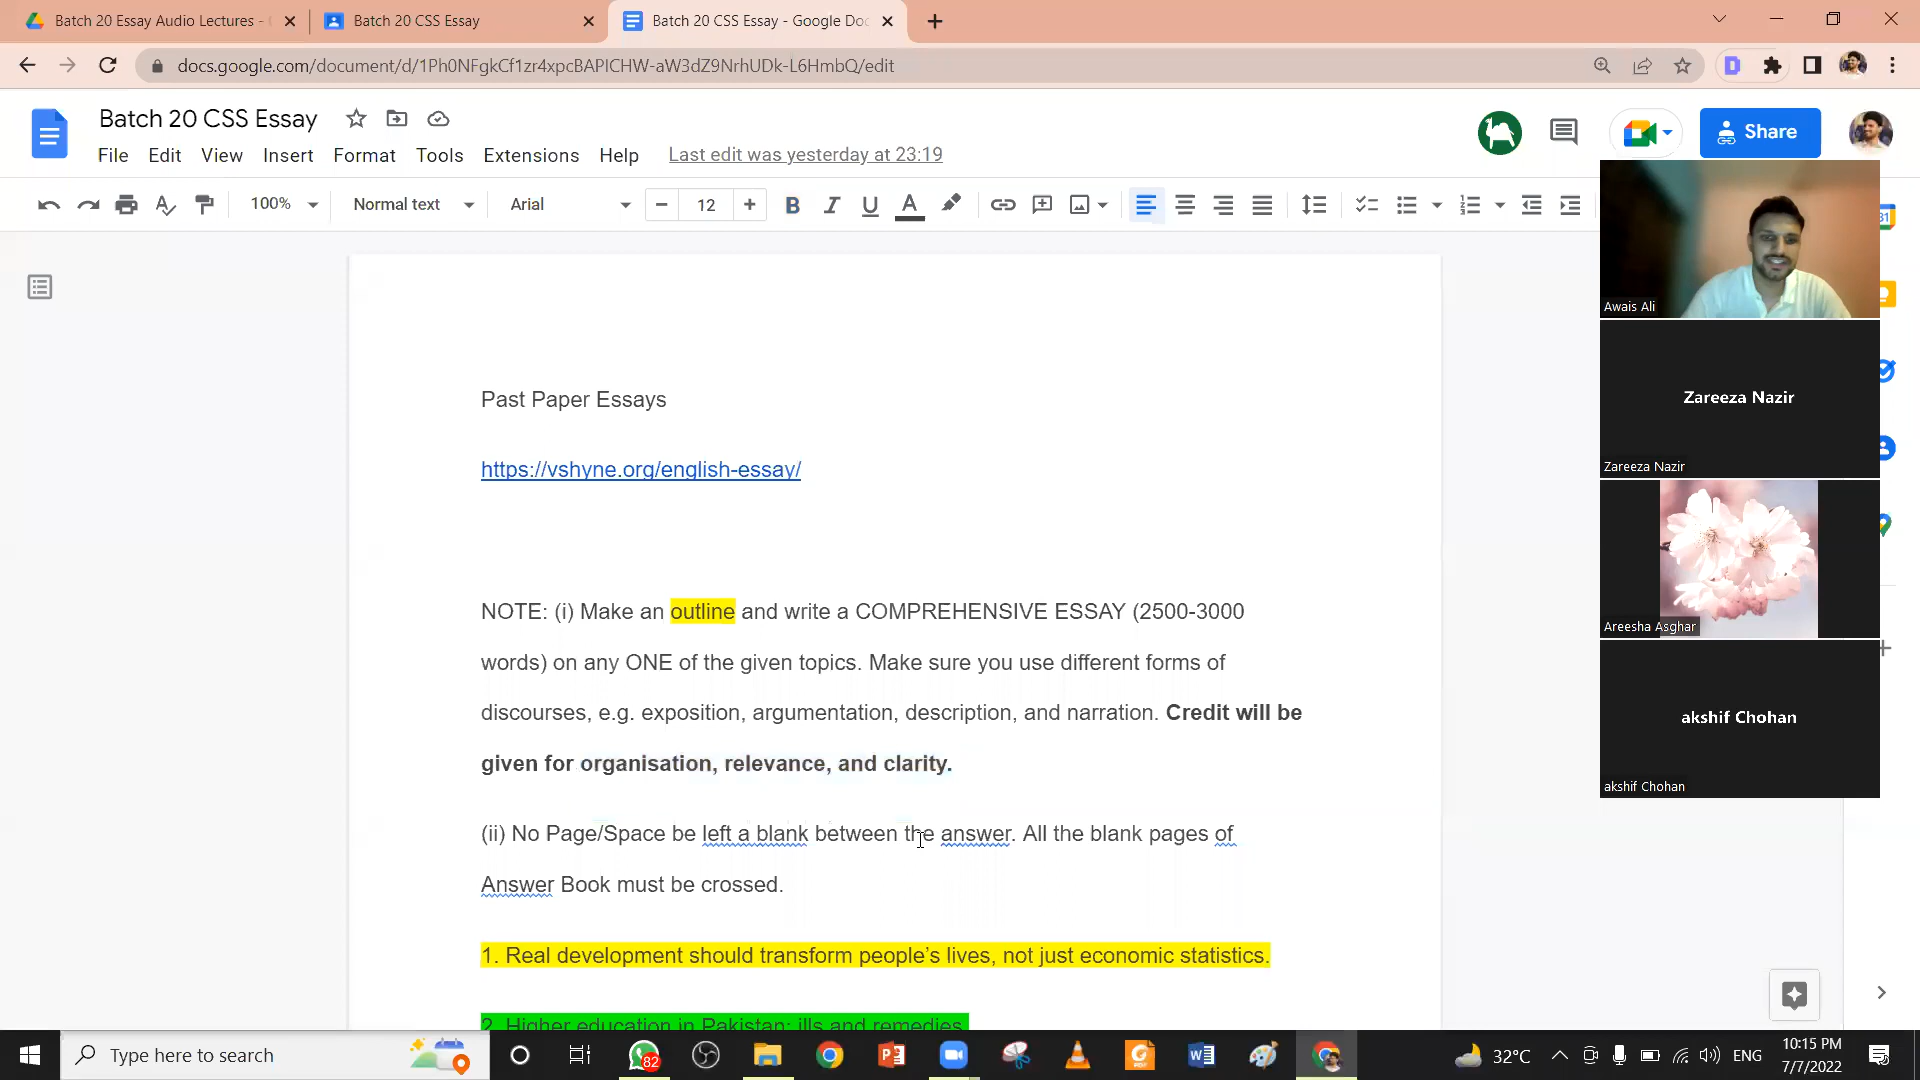 Batch 20 Essay Audio Lectures -
Batch 20 CSS Essay
Batch 20 CSS Essay - Google Doc
docs.google.com/document/d/1Ph0NFgkCf1zr4xpcBAPICHW-aW3dZ9NrhUDk-L6HmbQ/edit
Batch 20 CSS Essay
Share
File Edit View Insert Format Tools Extensions Help Last edit was yesterday at 23:19
100% Normal text Arial 12
Past Paper Essays
https://vshyne.org/english-essay/
NOTE: (i) Make an outline and write a COMPREHENSIVE ESSAY (2500-3000
words) on any ONE of the given topics. Make sure you use different forms of
discourses, e.g. exposition, argumentation, description, and narration. Credit will be
given for organisation, relevance, and clarity.
(ii) No Page/Space be left a blank between the answer. All the blank pages of
Answer Book must be crossed.
1. Real development should transform people's lives, not just economic statistics.
2. Higher education in Pakistan: ills and remedies
Awais Ali
Zareeza Nazir
Zareeza Nazir
Areesha Asghar
akshif Chohan
akshif Chohan
Type here to search
82
32°C
ENG
10:15 PM
7/7/2022